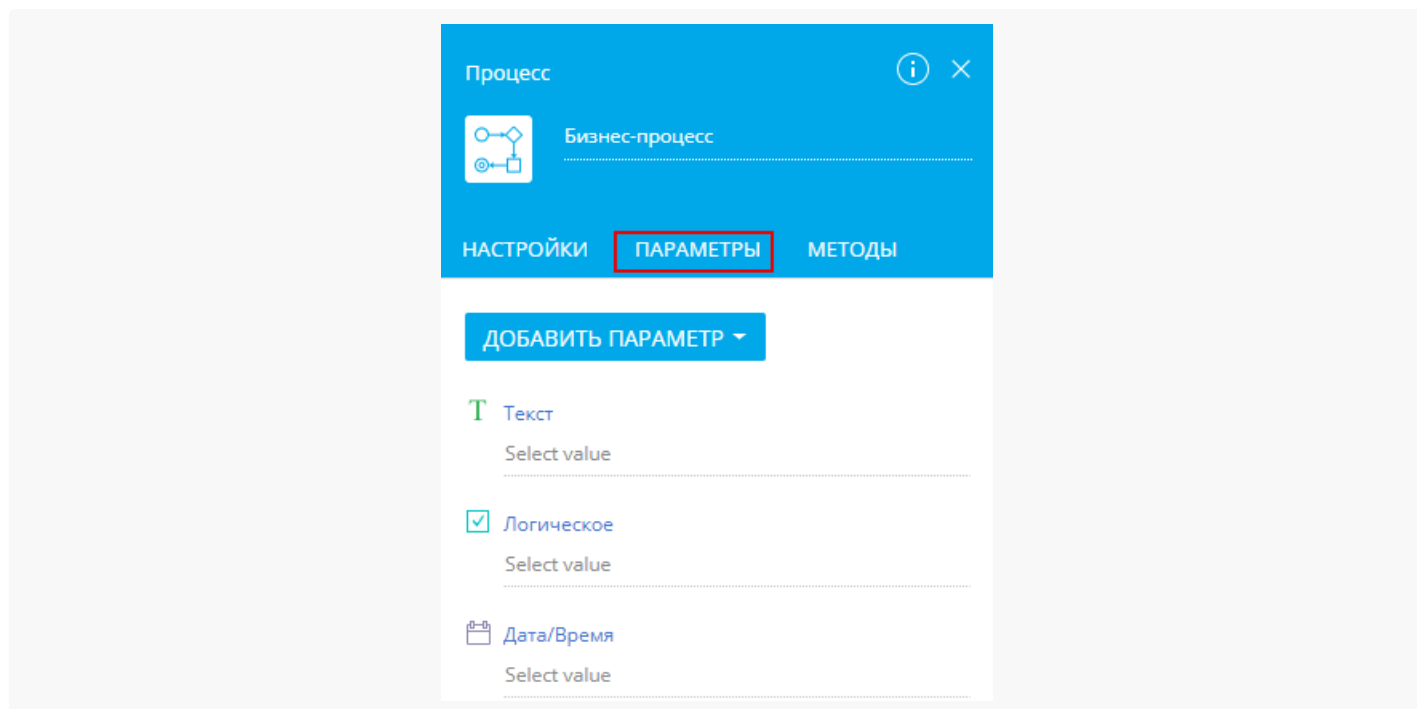 Процесс
Бизнес-процесс
НАСТРОЙКИ ПАРАМЕТРЫ МЕТОДЫ
ДОБАВИТЬ ПАРАМЕТР
T Текст
Select value
Логическое
Select value
Дата/Время
Select value